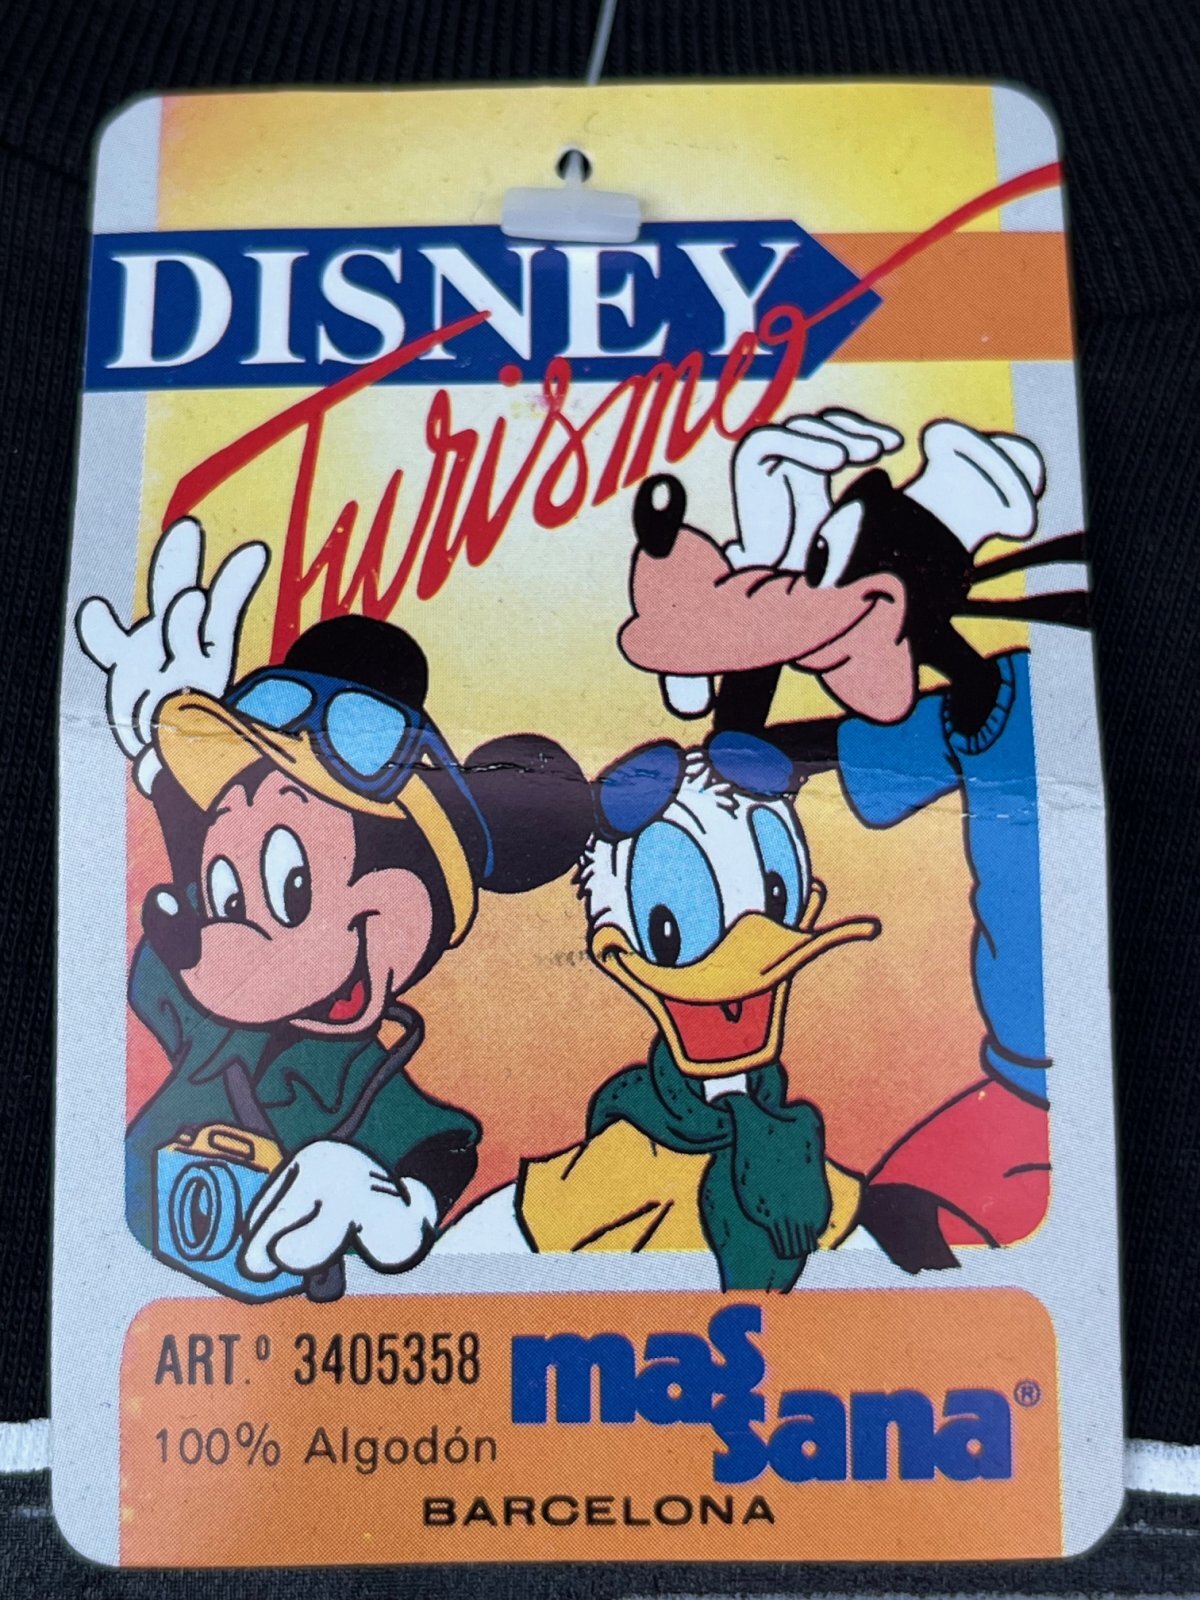 DISNEY
Turismo
ART.º 3405358
massana®
100% Algodón
BARCELONA